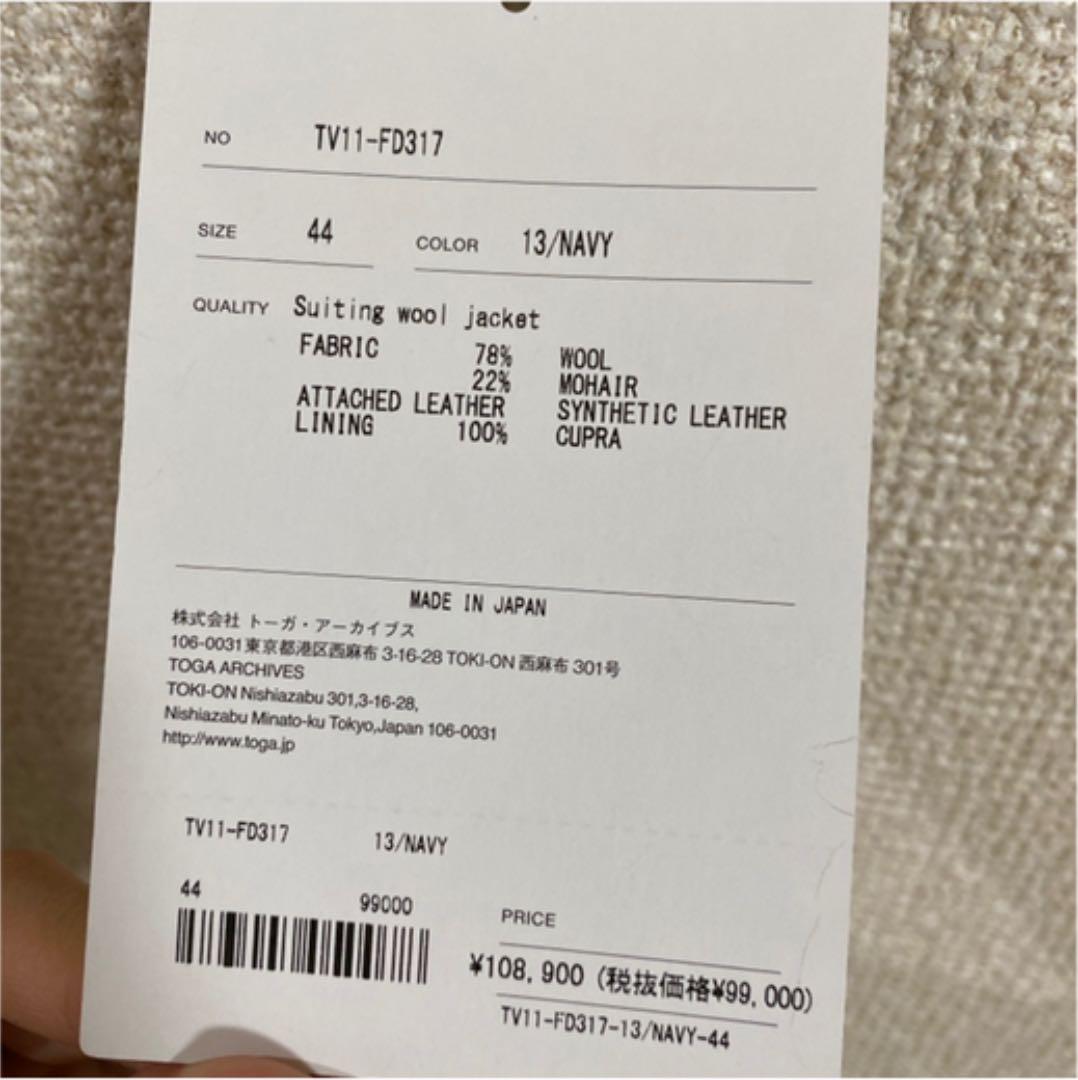 NO TV11-FD317
SIZE 44 COLOR 13/NAVY
QUALITY Suiting wool jacket
FABRIC 78% WOOL
22% MOHAIR
ATTACHED LEATHER SYNTHETIC LEATHER
LINING 100% CUPRA
MADE IN JAPAN
株式会社 トーガ・アーカイブス
106-0031東京都港区西麻布 3-16-28 TOKI-ON 西麻布 301号
TOGA ARCHIVES
TOKI-ON Nishiazabu 301,3-16-28,
Nishiazabu Minato-ku Tokyo,Japan 106-0031
http://www.toga.jp
TV11-FD317 13/NAVY
44 99000
PRICE
¥108,900 (税抜価格¥99,000)
TV11-FD317-13/NAVY-44